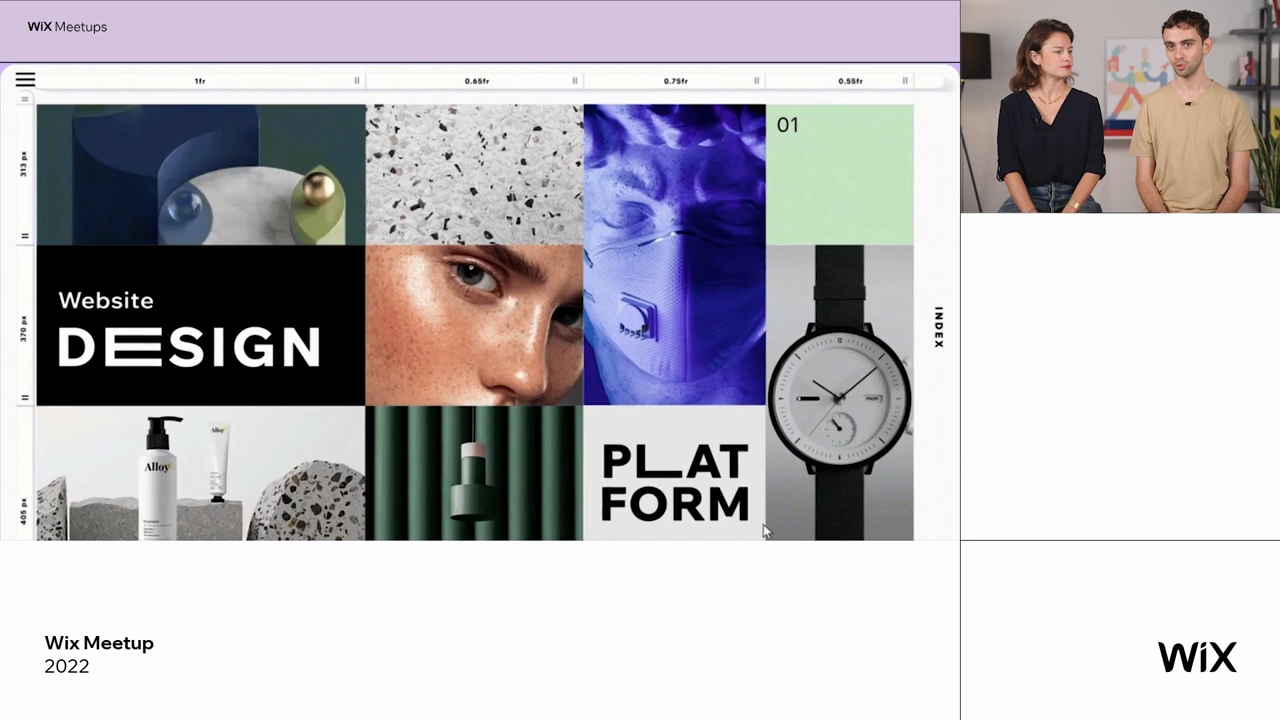 WiX Meetups
1fr
0.65fr
0.75fr
0.55fr
313 px
370 px
405 px
01
Website
DESIGN
INDEX
Alloy
Alloy
PLAT
FORM
Wix Meetup
2022
WiX